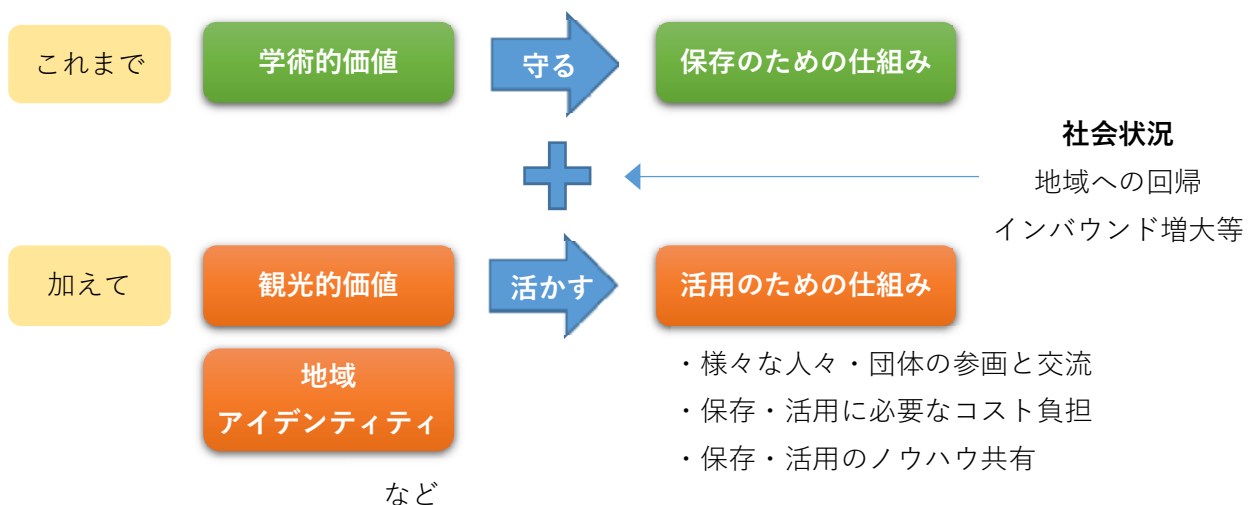 これまで
学術的価値
守る
保存のための仕組み
社会状況
地域への回帰
インバウンド増大等
加えて
観光的価値
活かす
活用のための仕組み
地域
アイデンティティ
など
・様々な人々・団体の参画と交流
・保存・活用に必要なコスト負担
・保存・活用のノウハウ共有